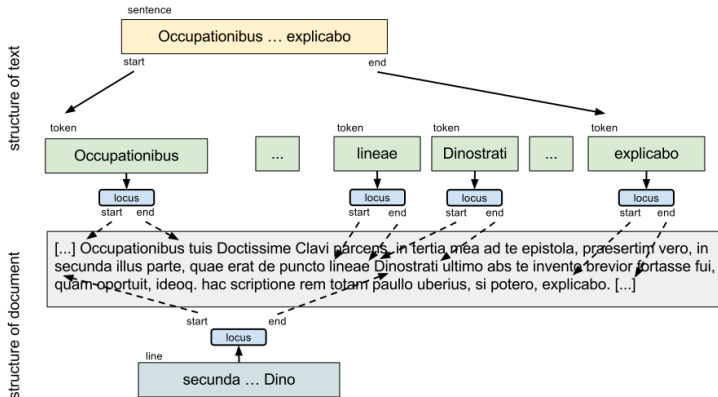 sentence
Occupationibus … explicabo
start end
structure of text
token token token token
Occupationibus ... lineae Dinostrati ... explicabo
locus locus locus locus
start end start end start end start end
structure of document
[...] Occupationibus tuis Doctissime Clavi parcens, in tertia mea ad te epistola, praesertim vero, in
secunda illus parte, quae erat de puncto lineae Dinostrati ultimo abs te invento brevior fortasse fui,
quam oportuit, ideoq. hac scriptione rem totam paullo uberius, si potero, explicabo. [...]
start end
locus
line
secunda … Dino